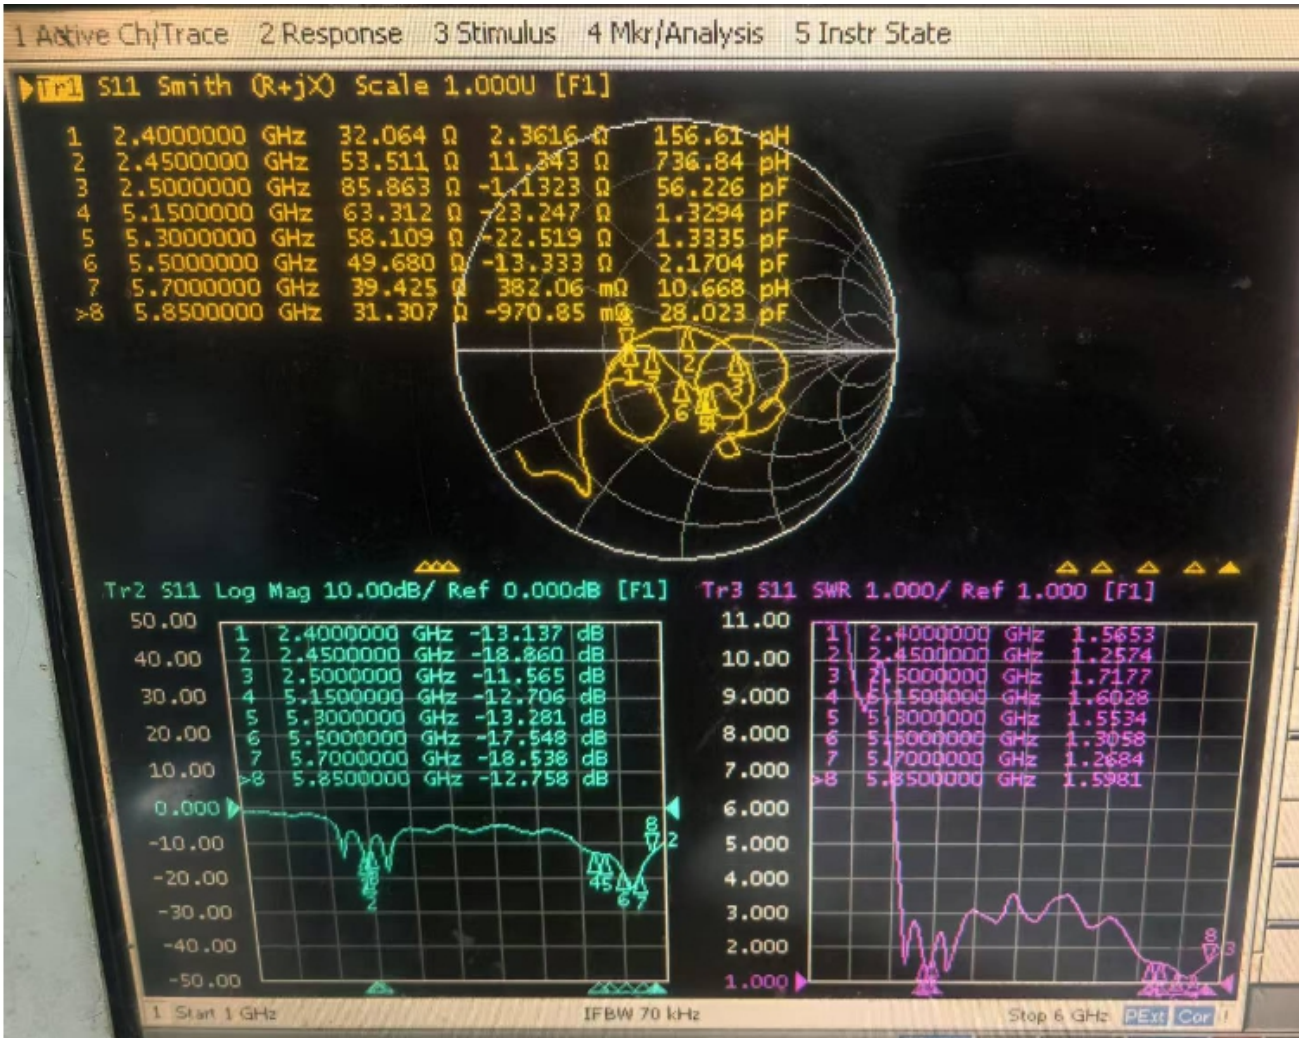 1 Active Ch/Trace 2 Response 3 Stimulus 4 Mkr/Analysis 5 Instr State
Tr1 S11 Smith (R+jX) Scale 1.000U [F1]
1 2.4000000 GHz 32.064 Ω 2.3616 Ω 156.61 pH
2 2.4500000 GHz 53.511 Ω 11.343 Ω 736.84 pH
3 2.5000000 GHz 85.863 Ω -1.1323 Ω 56.226 pF
4 5.1500000 GHz 63.312 Ω -23.247 Ω 1.3294 pF
5 5.3000000 GHz 58.109 Ω -22.519 Ω 1.3335 pF
6 5.5000000 GHz 49.680 Ω -13.333 Ω 2.1704 pF
7 5.7000000 GHz 39.425 Ω 382.06 mΩ 10.668 pH
>8 5.8500000 GHz 31.307 Ω -970.85 mΩ 28.023 pF
Tr2 S11 Log Mag 10.00dB/ Ref 0.000dB [F1]
50.00
40.00
30.00
20.00
10.00
0.000
-10.00
-20.00
-30.00
-40.00
-50.00
1 2.4000000 GHz -13.137 dB
2 2.4500000 GHz -18.860 dB
3 2.5000000 GHz -11.565 dB
4 5.1500000 GHz -12.706 dB
5 5.3000000 GHz -13.281 dB
6 5.5000000 GHz -17.548 dB
7 5.7000000 GHz -18.538 dB
>8 5.8500000 GHz -12.758 dB
Tr3 S11 SWR 1.000/ Ref 1.000 [F1]
11.00
10.00
9.000
8.000
7.000
6.000
5.000
4.000
3.000
2.000
1.000
1 2.4000000 GHz 1.5653
2 2.4500000 GHz 1.2574
3 2.5000000 GHz 1.7177
4 5.1500000 GHz 1.6028
5 5.3000000 GHz 1.5534
6 5.5000000 GHz 1.3058
7 5.7000000 GHz 1.2684
>8 5.8500000 GHz 1.5981
1 Start 1 GHz IFBW 70 kHz Stop 6 GHz PExt Cor !